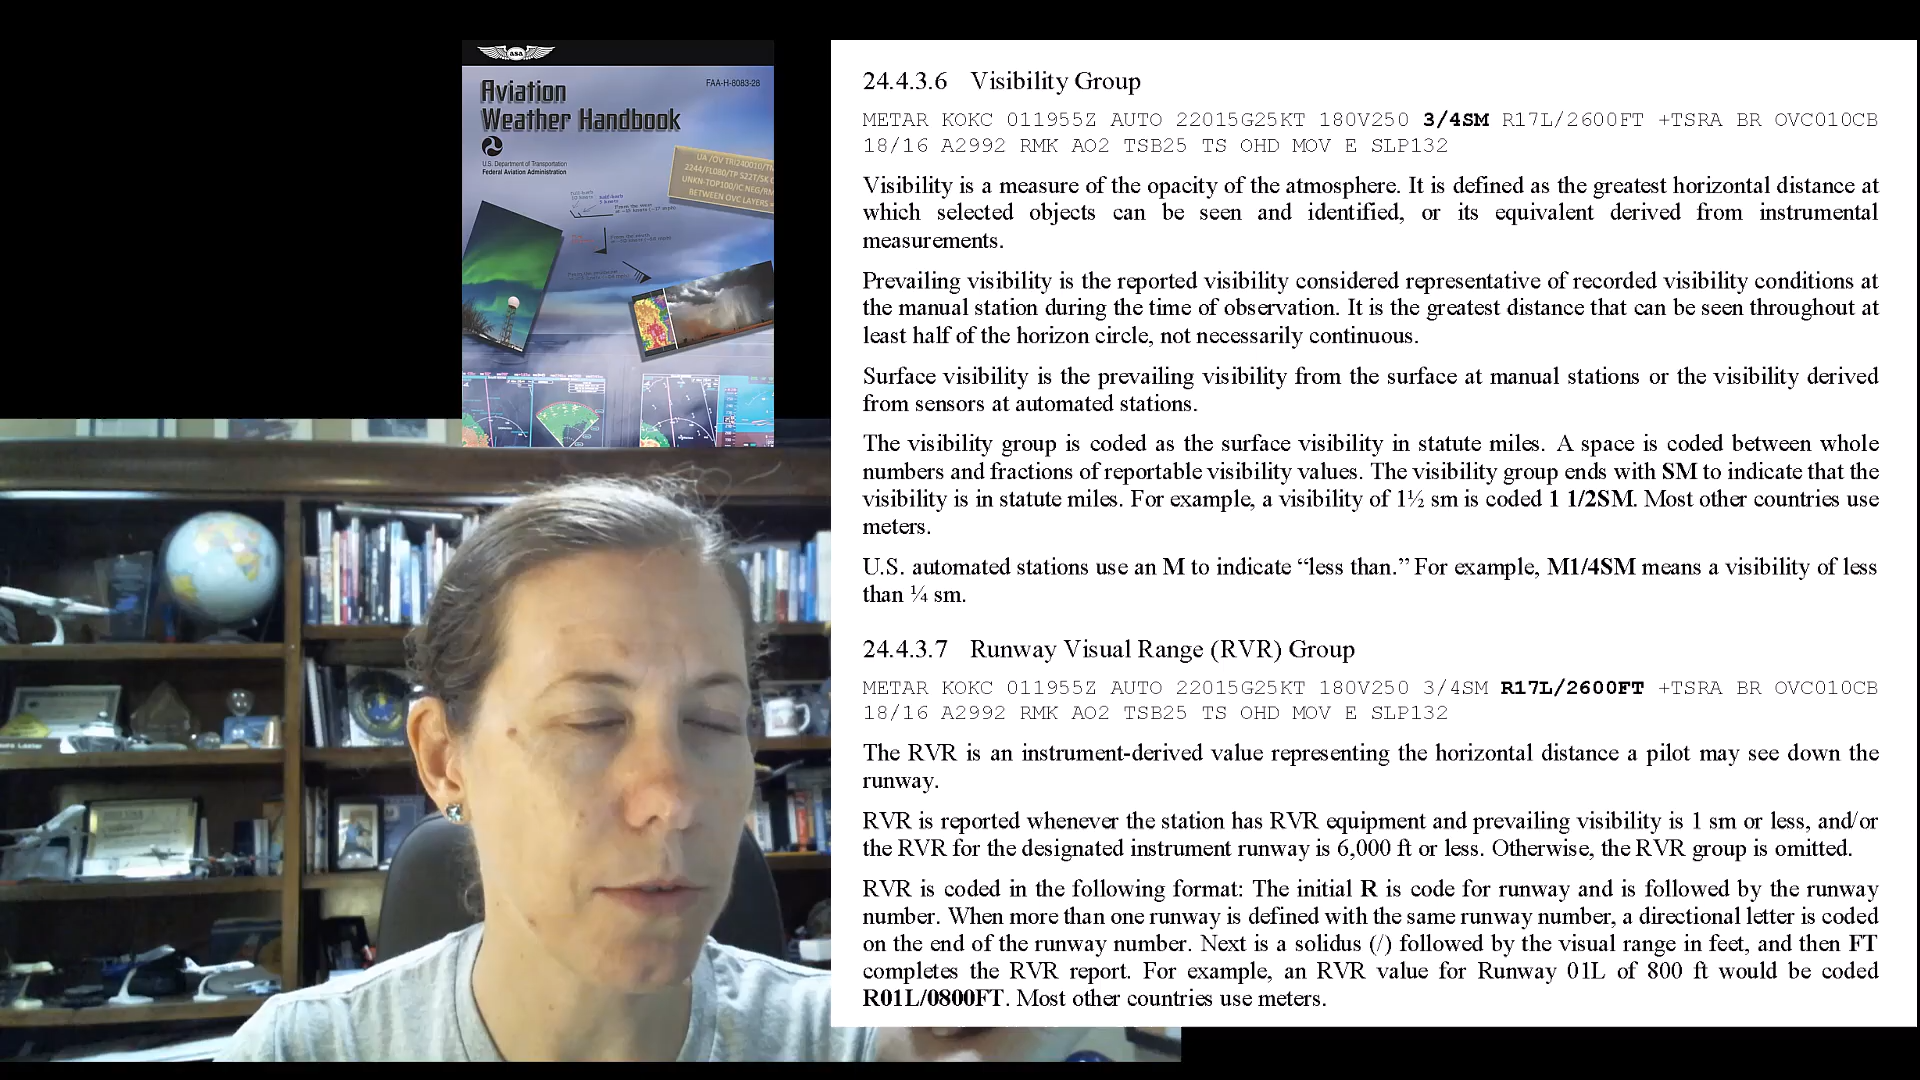 asa
Aviation
Weather Handbook
FAA-H-8083-28
U.S. Department of Transportation
Federal Aviation Administration
UA /OV TRI240010/TM
2244/FL080/TP S22T/SK O
UNKN-TOP100/IC NEG/RM
BETWEEN OVC LAYERS =
24.4.3.6 Visibility Group
METAR KOKC 011955Z AUTO 22015G25KT 180V250 3/4SM R17L/2600FT +TSRA BR OVC010CB
18/16 A2992 RMK AO2 TSB25 TS OHD MOV E SLP132
Visibility is a measure of the opacity of the atmosphere. It is defined as the greatest horizontal distance at
which selected objects can be seen and identified, or its equivalent derived from instrumental
measurements.
Prevailing visibility is the reported visibility considered representative of recorded visibility conditions at
the manual station during the time of observation. It is the greatest distance that can be seen throughout at
least half of the horizon circle, not necessarily continuous.
Surface visibility is the prevailing visibility from the surface at manual stations or the visibility derived
from sensors at automated stations.
The visibility group is coded as the surface visibility in statute miles. A space is coded between whole
numbers and fractions of reportable visibility values. The visibility group ends with SM to indicate that the
visibility is in statute miles. For example, a visibility of 1½ sm is coded 1 1/2SM. Most other countries use
meters.
U.S. automated stations use an M to indicate “less than.” For example, M1/4SM means a visibility of less
than ¼ sm.
24.4.3.7 Runway Visual Range (RVR) Group
METAR KOKC 011955Z AUTO 22015G25KT 180V250 3/4SM R17L/2600FT +TSRA BR OVC010CB
18/16 A2992 RMK AO2 TSB25 TS OHD MOV E SLP132
The RVR is an instrument-derived value representing the horizontal distance a pilot may see down the
runway.
RVR is reported whenever the station has RVR equipment and prevailing visibility is 1 sm or less, and/or
the RVR for the designated instrument runway is 6,000 ft or less. Otherwise, the RVR group is omitted.
RVR is coded in the following format: The initial R is code for runway and is followed by the runway
number. When more than one runway is defined with the same runway number, a directional letter is coded
on the end of the runway number. Next is a solidus (/) followed by the visual range in feet, and then FT
completes the RVR report. For example, an RVR value for Runway 01L of 800 ft would be coded
R01L/0800FT. Most other countries use meters.